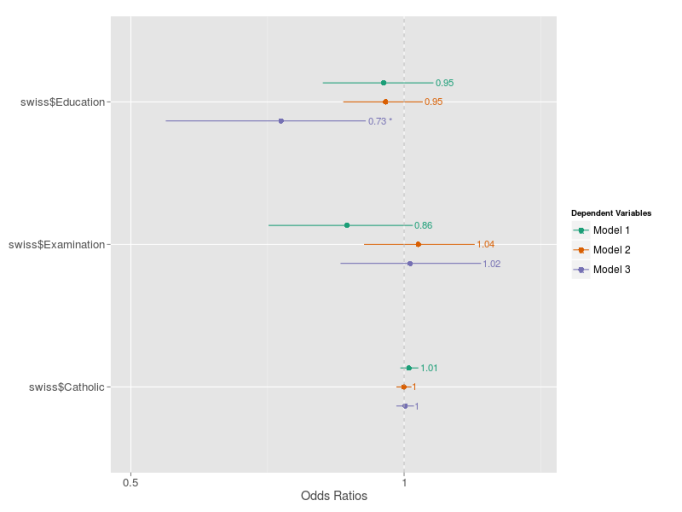 swiss$Education
0.95
0.95
0.73 *
swiss$Examination
0.86
1.04
1.02
swiss$Catholic
1.01
1
1
0.5
1
Odds Ratios
Dependent Variables
Model 1
Model 2
Model 3